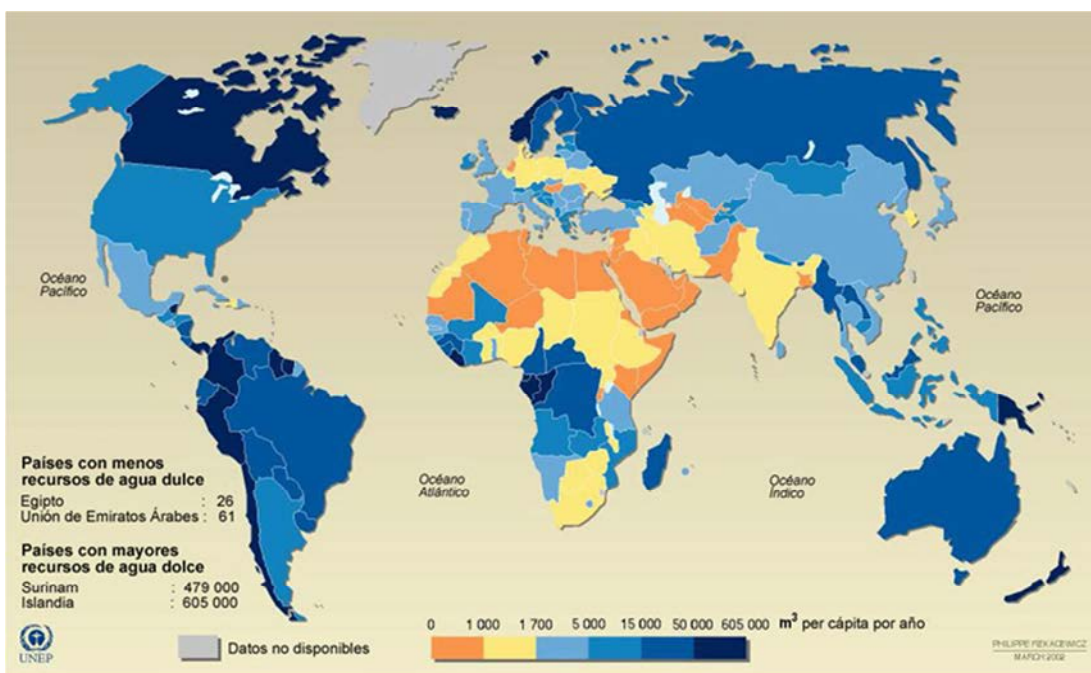 Océano
Pacífico
Océano
Pacífico
Océano
Atlántico
Océano
Índico
Países con menos
recursos de agua dulce
Egipto : 26
Unión de Emiratos Árabes : 61
Países con mayores
recursos de agua dolce
Surinam : 479 000
Islandia : 605 000
UNEP
Datos no disponibles
0 1 000 1 700 5 000 15 000 50 000 605 000 m³ per cápita por año
PHILIPPE REKACEWICZ
MARCH 2002